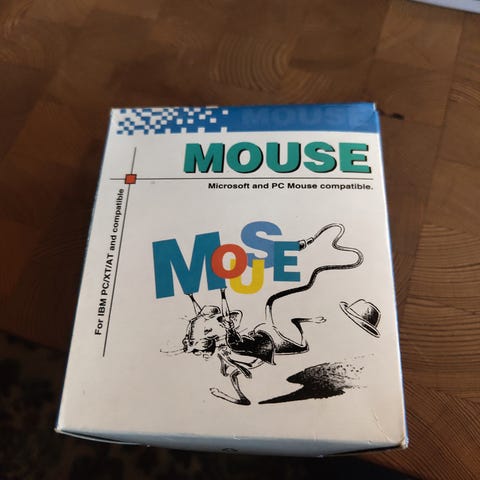 MOUSE
MOUSE
Microsoft and PC Mouse compatible.
For IBM PC/XT/AT and compatible
MOUSE